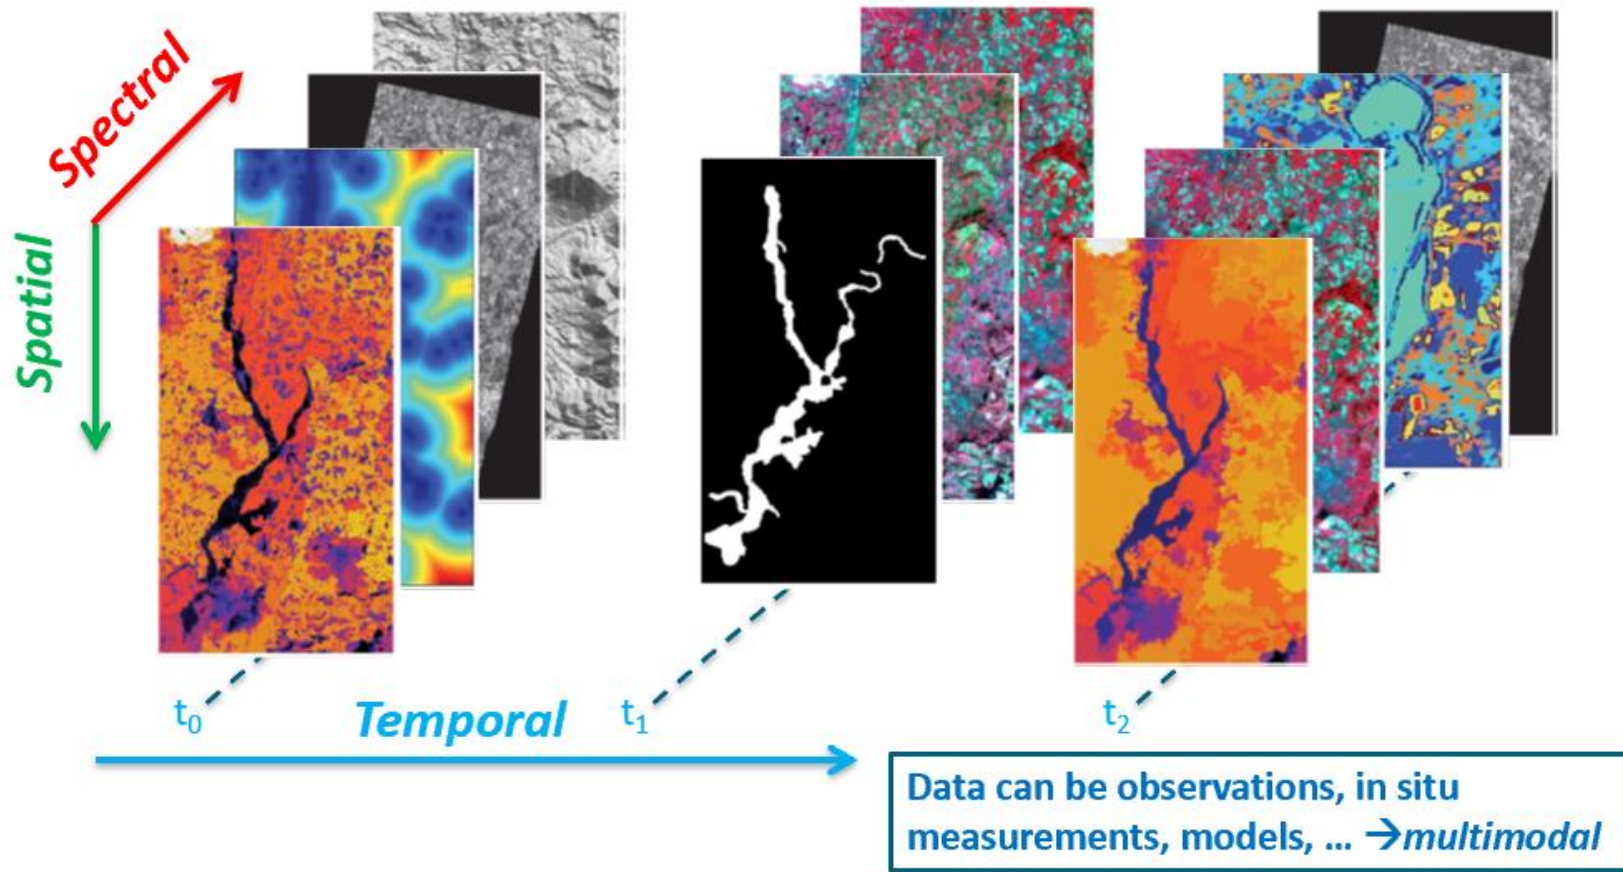 Spectral
Spatial
t₀
Temporal
t₁
t₂
Data can be observations, in situ
measurements, models, ... →multimodal